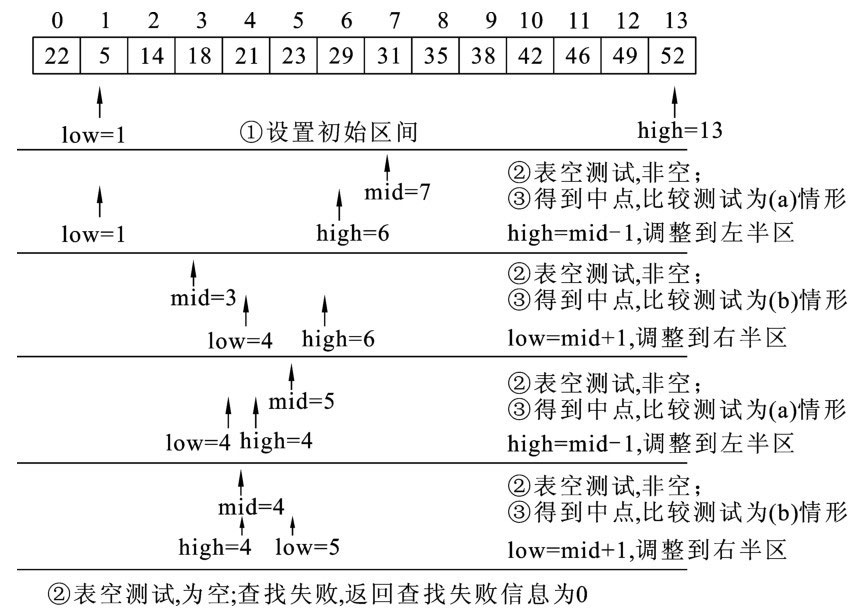 0 1 2 3 4 5 6 7 8 9 10 11 12 13
22 5 14 18 21 23 29 31 35 38 42 46 49 52
low=1 ①设置初始区间 high=13
②表空测试,非空;
mid=7 ③得到中点,比较测试为(a)情形
low=1 high=6 high=mid-1,调整到左半区
②表空测试,非空;
mid=3 ③得到中点,比较测试为(b)情形
low=4 high=6 low=mid+1,调整到右半区
②表空测试,非空;
mid=5 ③得到中点,比较测试为(a)情形
low=4 high=4 high=mid-1,调整到左半区
②表空测试,非空;
mid=4 ③得到中点,比较测试为(b)情形
high=4 low=5 low=mid+1,调整到右半区
②表空测试,为空;查找失败,返回查找失败信息为0